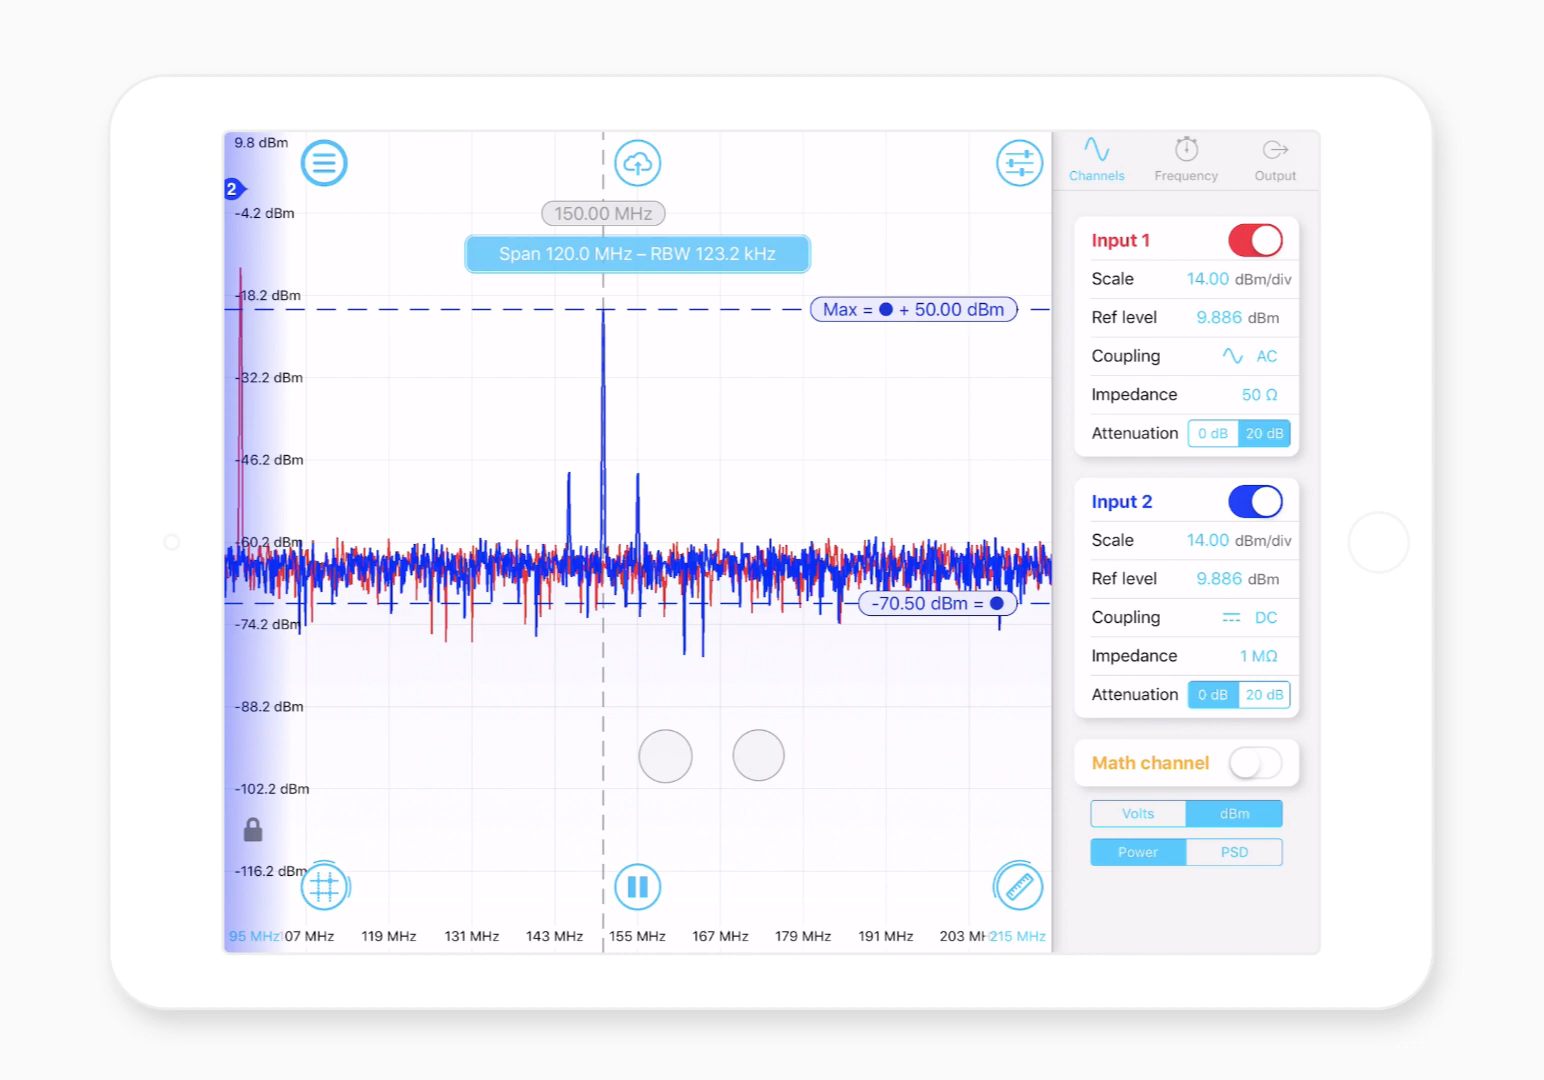 9.8 dBm
2
-4.2 dBm
150.00 MHz
Span 120.0 MHz – RBW 123.2 kHz
-18.2 dBm
Max = + 50.00 dBm
-32.2 dBm
-46.2 dBm
-60.2 dBm
-70.50 dBm =
-74.2 dBm
-88.2 dBm
-102.2 dBm
-116.2 dBm
95 MHz 07 MHz 119 MHz 131 MHz 143 MHz 155 MHz 167 MHz 179 MHz 191 MHz 203 MH 215 MHz
Channels Frequency Output
Input 1
Scale 14.00 dBm/div
Ref level 9.886 dBm
Coupling AC
Impedance 50 Ω
Attenuation 0 dB 20 dB
Input 2
Scale 14.00 dBm/div
Ref level 9.886 dBm
Coupling DC
Impedance 1 MΩ
Attenuation 0 dB 20 dB
Math channel
Volts dBm
Power PSD